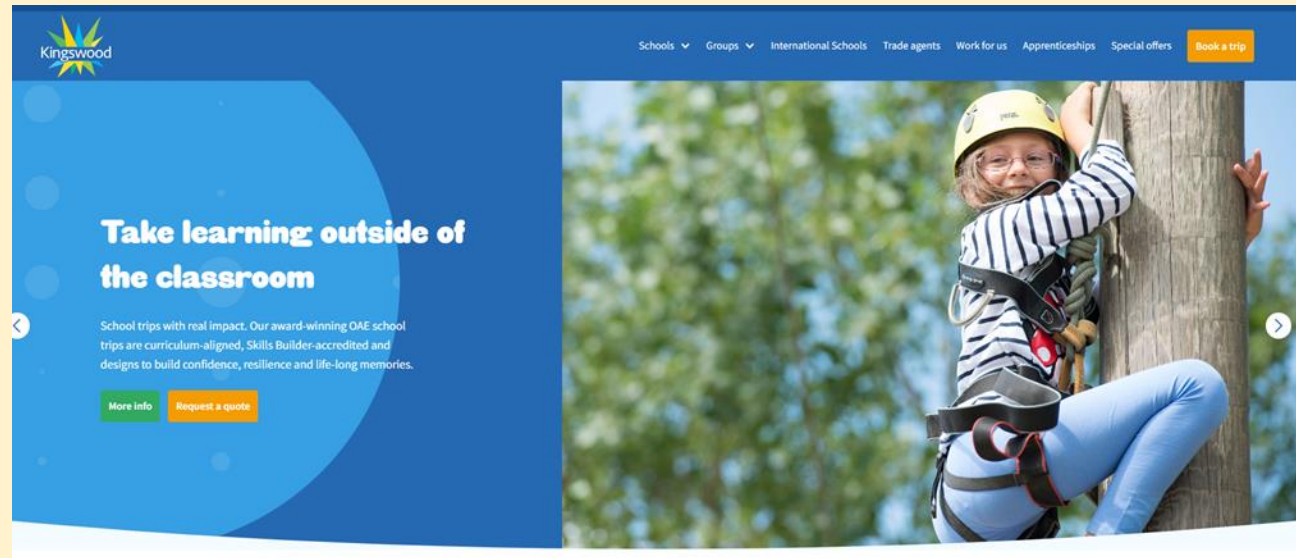 Kingswood
Schools Groups International Schools Trade agents Work for us Apprenticeships Special offers Book a trip
Take learning outside of
the classroom
School trips with real impact. Our award-winning OAE school
trips are curriculum-aligned, Skills Builder-accredited and
designs to build confidence, resilience and life-long memories.
More info Request a quote